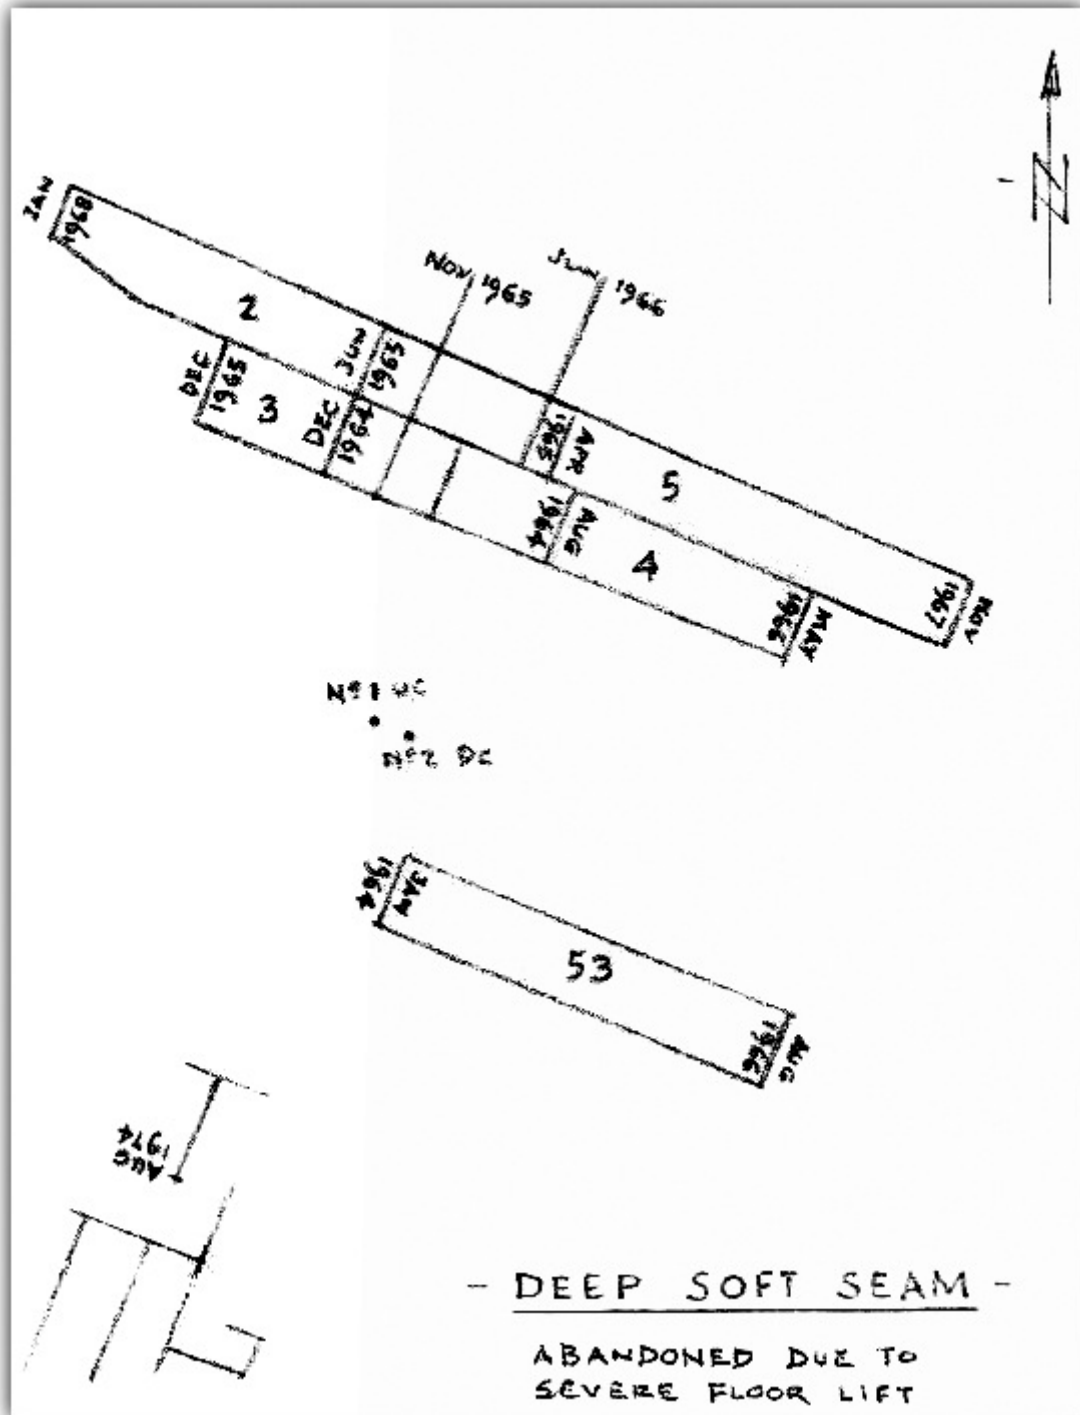 N
JAN
1968
NOV 1965
JUN 1966
2
JUN
1965
DEC
1965
3
DEC
1964
1965
APR
5
1964
AUG
4
1966
MAY
1967
NOV
Nº1 UC
Nº2 DC
1964
JAN
53
1966
AUG
AUG
1974
- DEEP SOFT SEAM -
ABANDONED DUE TO
SEVERE FLOOR LIFT